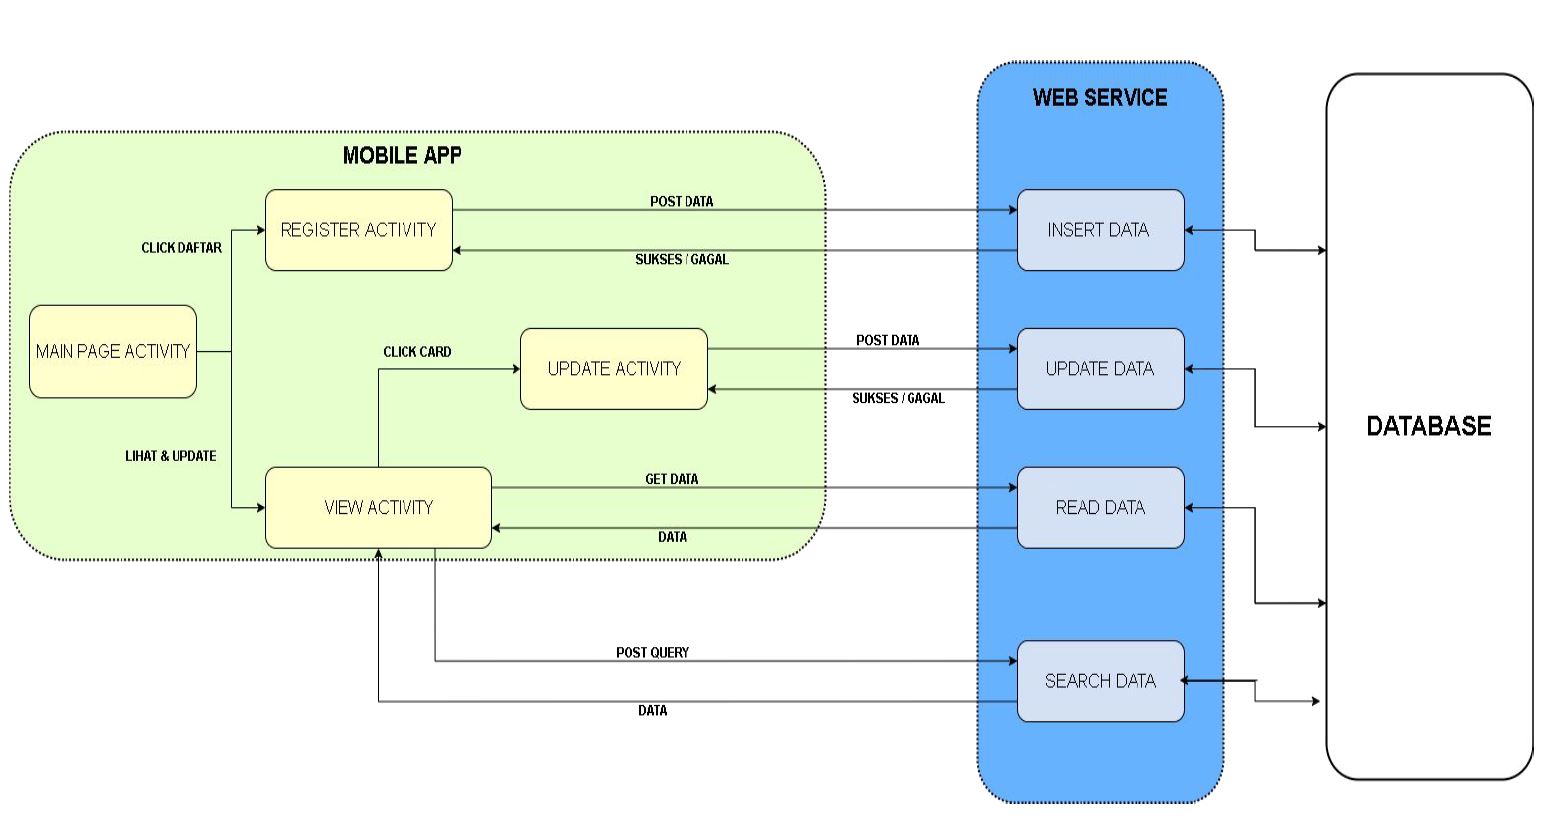 WEB SERVICE
MOBILE APP
POST DATA
REGISTER ACTIVITY
INSERT DATA
CLICK DAFTAR
SUKSES / GAGAL
MAIN PAGE ACTIVITY
CLICK CARD
POST DATA
UPDATE ACTIVITY
UPDATE DATA
SUKSES / GAGAL
DATABASE
LIHAT & UPDATE
GET DATA
VIEW ACTIVITY
READ DATA
DATA
POST QUERY
SEARCH DATA
DATA